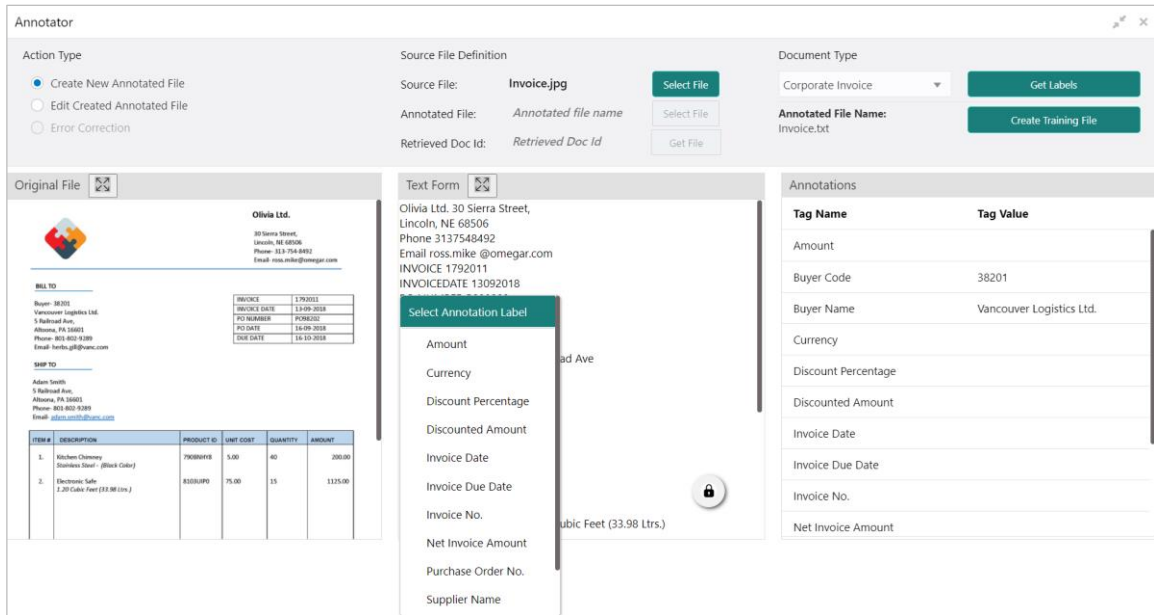 Annotator
Action Type
Create New Annotated File
Edit Created Annotated File
Error Correction
Source File Definition
Source File: Invoice.jpg Select File
Annotated File: Annotated file name Select File
Retrieved Doc Id: Retrieved Doc Id Get File
Document Type
Corporate Invoice Get Labels
Annotated File Name: Create Training File
Invoice.txt
Original File
Olivia Ltd.
30 Sierra Street,
Lincoln, NE 68506
Phone- 313-754-8492
Email- ross.mike@omegar.com
BILL TO
Buyer- 38201
Vancouver Logistics Ltd.
5 Railroad Ave,
Altoona, PA 16601
Phone- 801-802-9289
Email- herbs.gill@vanc.com
INVOICE 1792011
INVOICE DATE 13-09-2018
PO NUMBER PO98202
PO DATE 16-09-2018
DUE DATE 16-10-2018
SHIP TO
Adam Smith
5 Railroad Ave,
Altoona, PA 16601
Phone- 801-802-9289
Email- adam.smith@vanc.com
ITEM # DESCRIPTION PRODUCT ID UNIT COST QUANTITY AMOUNT
1. Kitchen Chimney 7908NHY8 5.00 40 200.00
Stainless Steel - (Black Color)
2. Electronic Safe 8103UIP0 75.00 15 1125.00
1.20 Cubic Feet (33.98 Ltrs.)
Text Form
Olivia Ltd. 30 Sierra Street,
Lincoln, NE 68506
Phone 3137548492
Email ross.mike @omegar.com
INVOICE 1792011
INVOICEDATE 13092018
ad Ave
ubic Feet (33.98 Ltrs.)
Select Annotation Label
Amount
Currency
Discount Percentage
Discounted Amount
Invoice Date
Invoice Due Date
Invoice No.
Net Invoice Amount
Purchase Order No.
Supplier Name
Annotations
Tag Name Tag Value
Amount
Buyer Code 38201
Buyer Name Vancouver Logistics Ltd.
Currency
Discount Percentage
Discounted Amount
Invoice Date
Invoice Due Date
Invoice No.
Net Invoice Amount